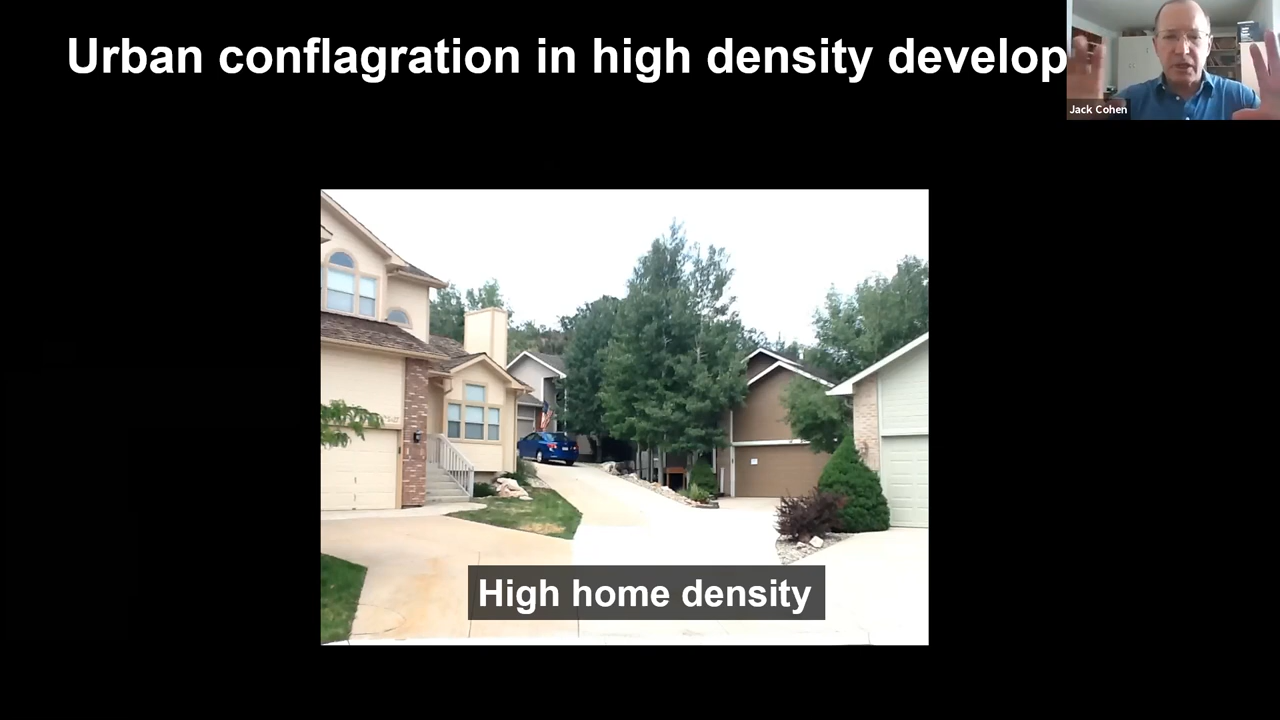 Urban conflagration in high density develop
Jack Cohen
High home density